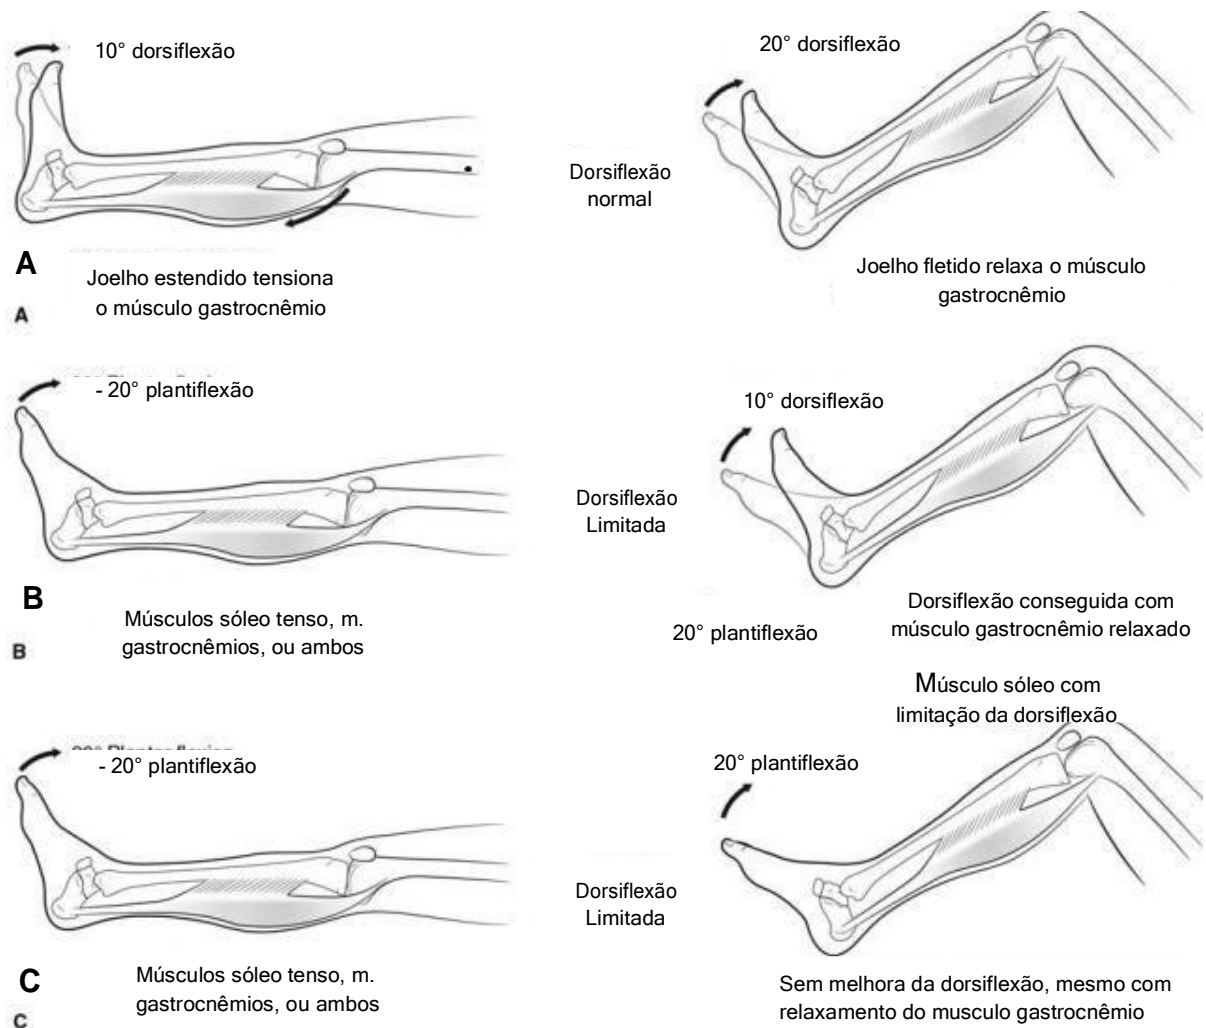 10° dorsiflexão
20° dorsiflexão
Dorsiflexão
normal
A
Joelho estendido tensiona
o músculo gastrocnêmio
A
Joelho fletido relaxa o músculo
gastrocnêmio
- 20° plantiflexão
10° dorsiflexão
Dorsiflexão
Limitada
B
Músculos sóleo tenso, m.
gastrocnêmios, ou ambos
B
20° plantiflexão
Dorsiflexão conseguida com
músculo gastrocnêmio relaxado
Músculo sóleo com
limitação da dorsiflexão
- 20° plantiflexão
20° plantiflexão
Dorsiflexão
Limitada
C
Músculos sóleo tenso, m.
gastrocnêmios, ou ambos
C
Sem melhora da dorsiflexão, mesmo com
relaxamento do musculo gastrocnêmio